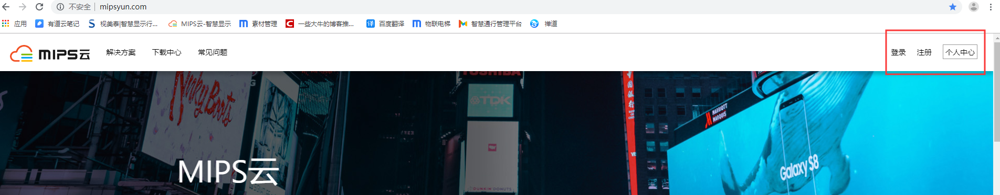 不安全 mipsyun.com
应用 有道云笔记 视美泰|智慧显示行... MIPS云-智慧显示 素材管理 一些大牛的博客推... 百度翻译 物联电梯 智慧通行管理平台 禅道
MIPS云 解决方案 下载中心 常见问题 登录 注册 个人中心
TOSHIBA
Kinky Boots
TDK
中国银行
MARRIOTT
MARQUIS
Galaxy S8
MIPS云
DUNKIN DONUTS